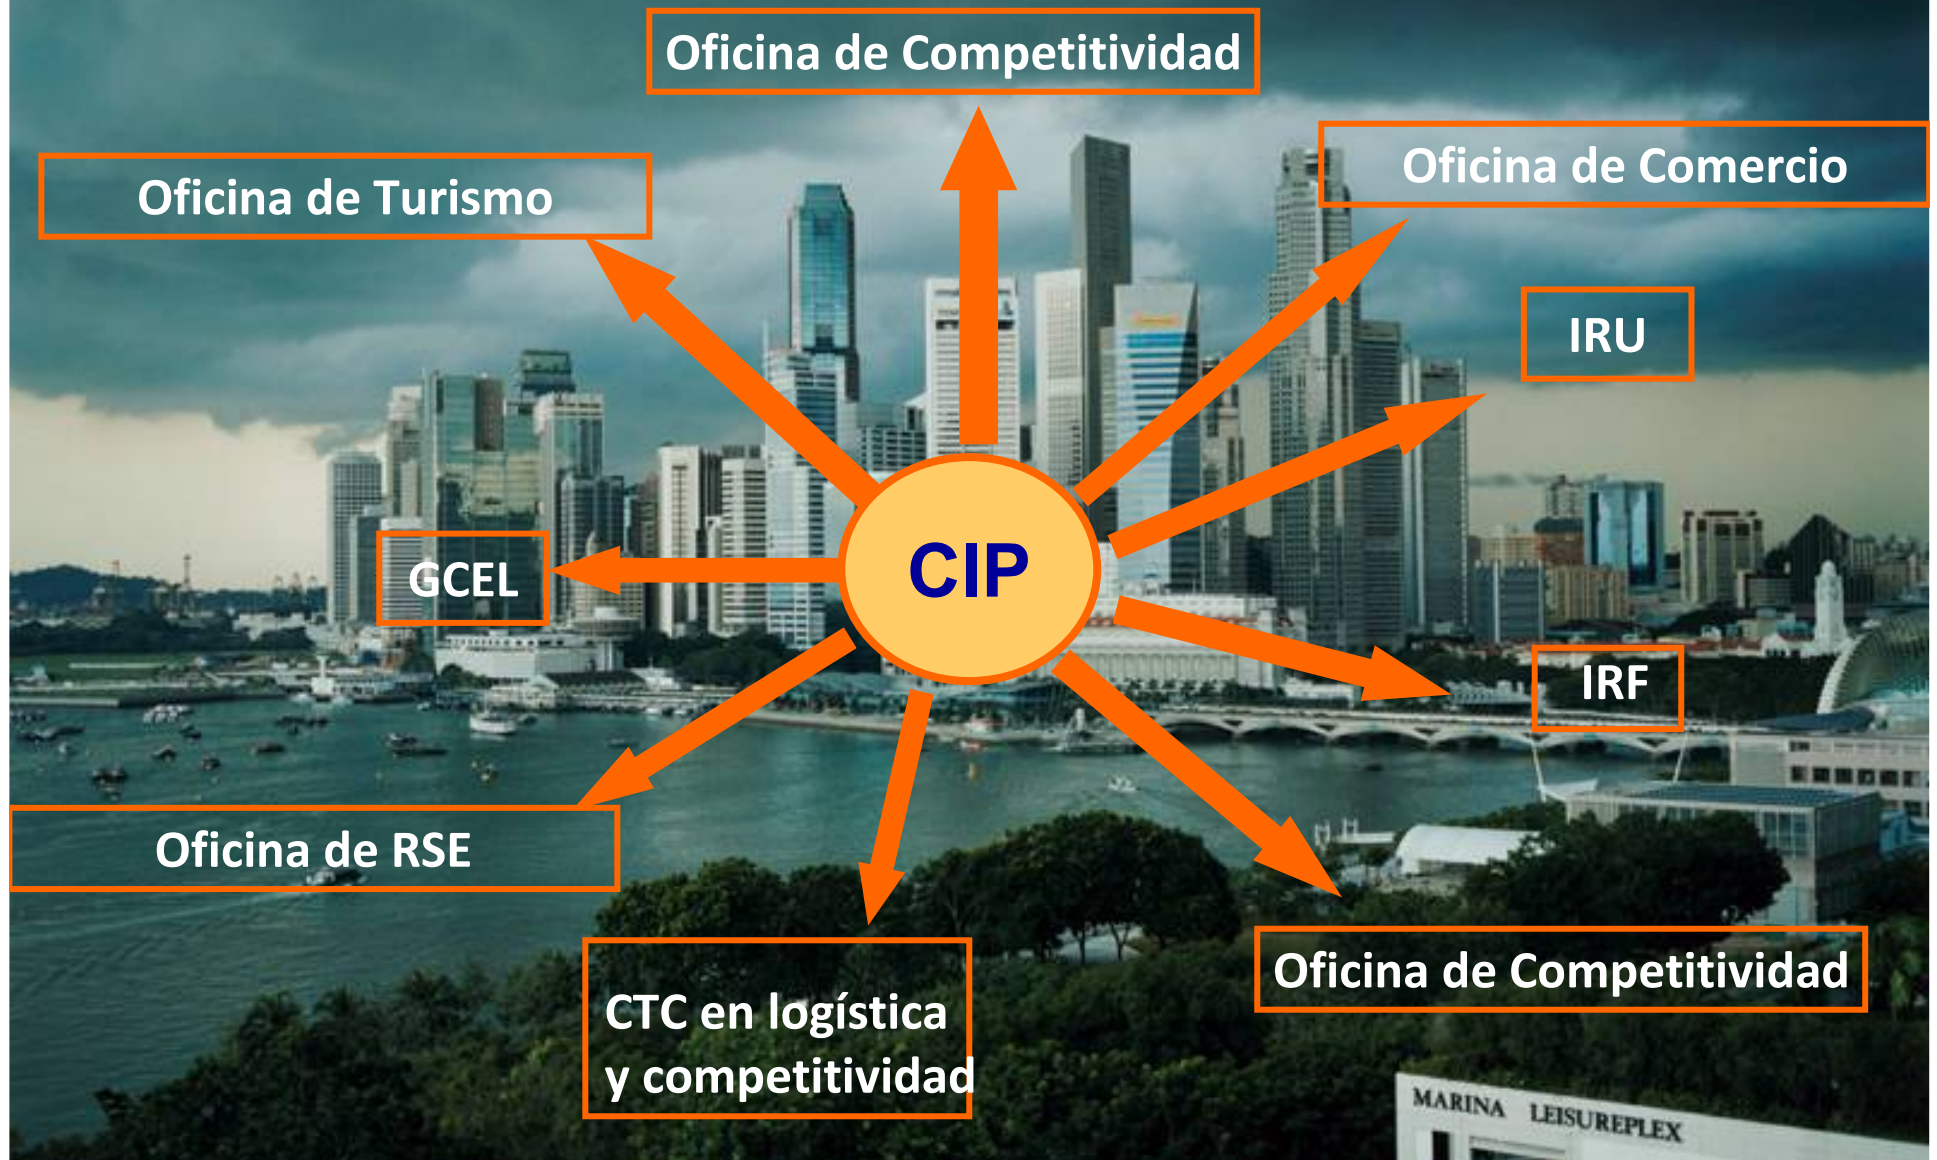 Oficina de Competitividad
Oficina de Comercio
Oficina de Turismo
IRU
CIP
GCEL
IRF
Oficina de RSE
Oficina de Competitividad
CTC en logística
y competitividad
MARINA LEISUREPLEX